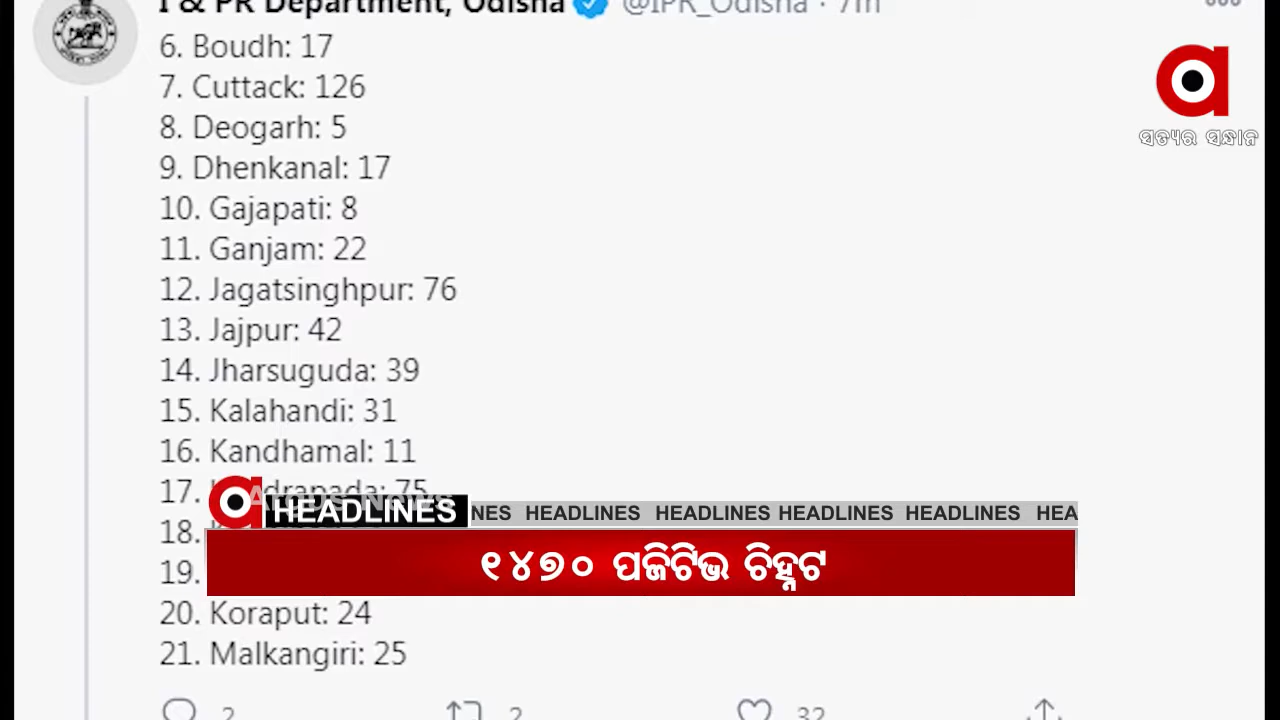 I & PR Department, Odisha @IPR_Odisha · 7m
6. Boudh: 17
7. Cuttack: 126
8. Deogarh: 5
9. Dhenkanal: 17
10. Gajapati: 8
11. Ganjam: 22
12. Jagatsinghpur: 76
13. Jajpur: 42
14. Jharsuguda: 39
15. Kalahandi: 31
16. Kandhamal: 11
17. 75
18.
19.
20. Koraput: 24
21. Malkangiri: 25
2 2 32
ସତ୍ୟର ସନ୍ଧାନ
HEADLINES NES HEADLINES HEADLINES HEADLINES HEADLINES HEA
୧୪୭୦ ପଜିଟିଭ ଚିହ୍ନଟ